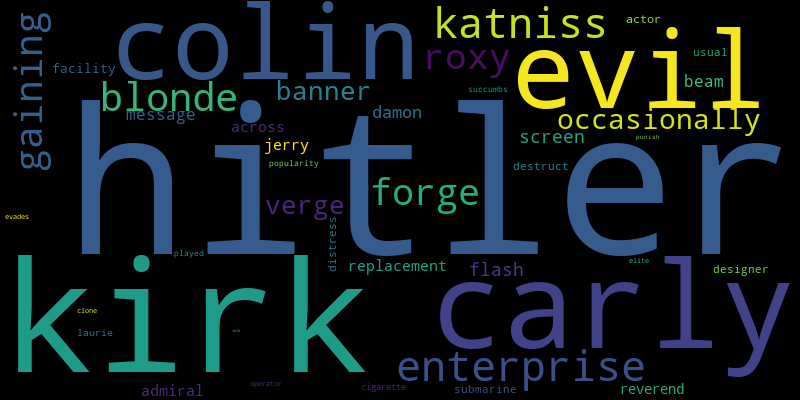 colin
katniss
actor
evil
roxy
usual
gaining
facility
banner
beam
blonde
succumbs
message
damon
occasionally
across
screen
punish
jerry
popularity
destruct
hitler
forge
verge
evades
distress
played
replacement
flash
elite
designer
kirk
carly
clone
laurie
enterprise
operator
cigarette
submarine
reverend
admiral